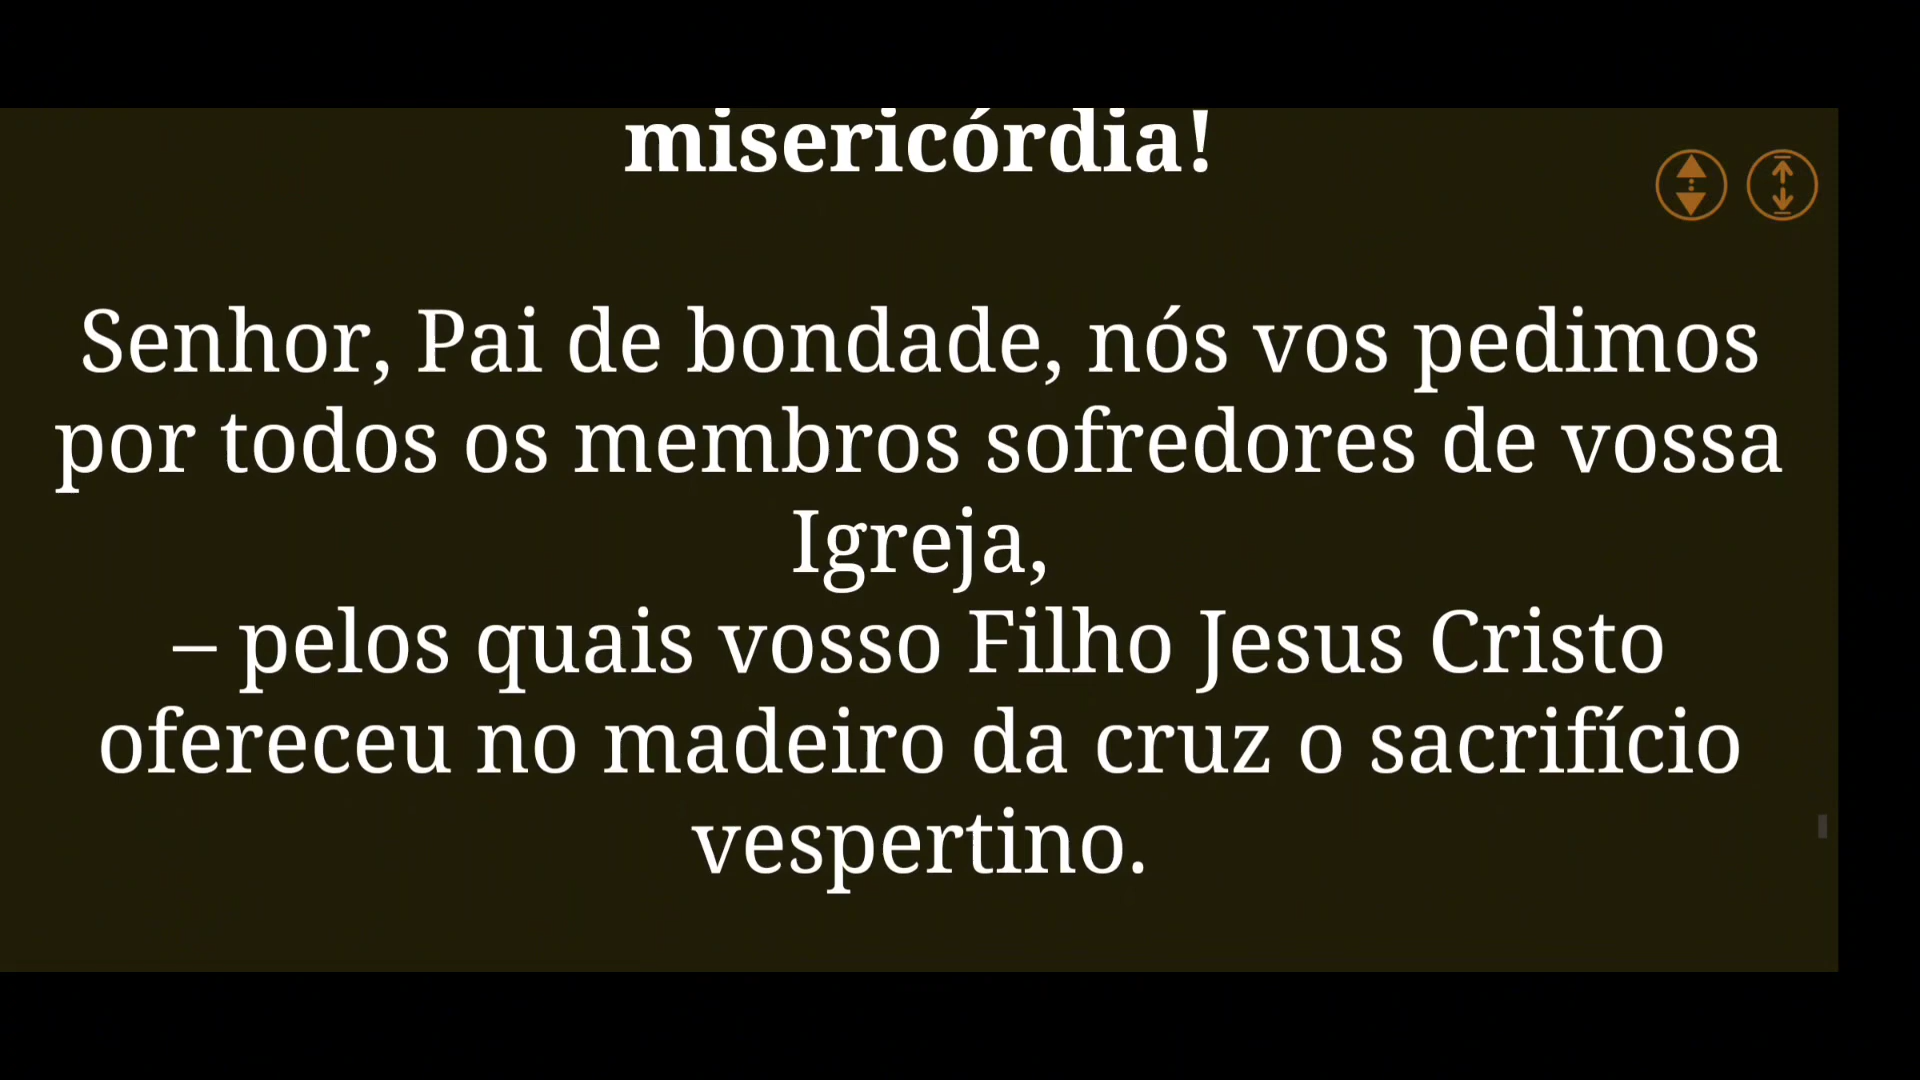 misericórdia!
Senhor, Pai de bondade, nós vos pedimos
por todos os membros sofredores de vossa
Igreja,
– pelos quais vosso Filho Jesus Cristo
ofereceu no madeiro da cruz o sacrifício
vespertino.